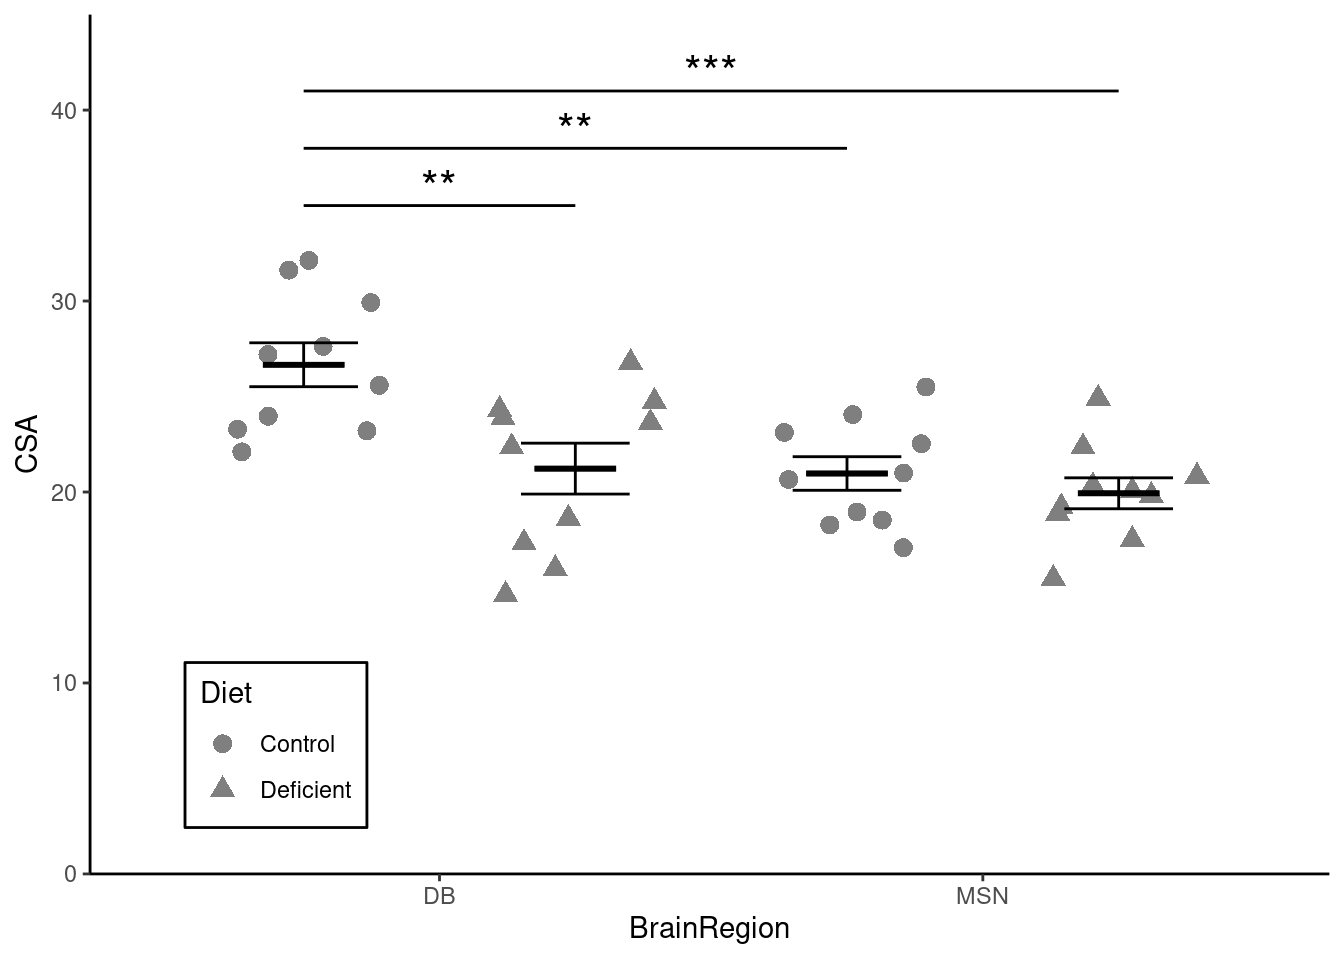 ***
40
**
**
30
CSA
20
10
Diet
Control
Deficient
0
DB MSN
BrainRegion